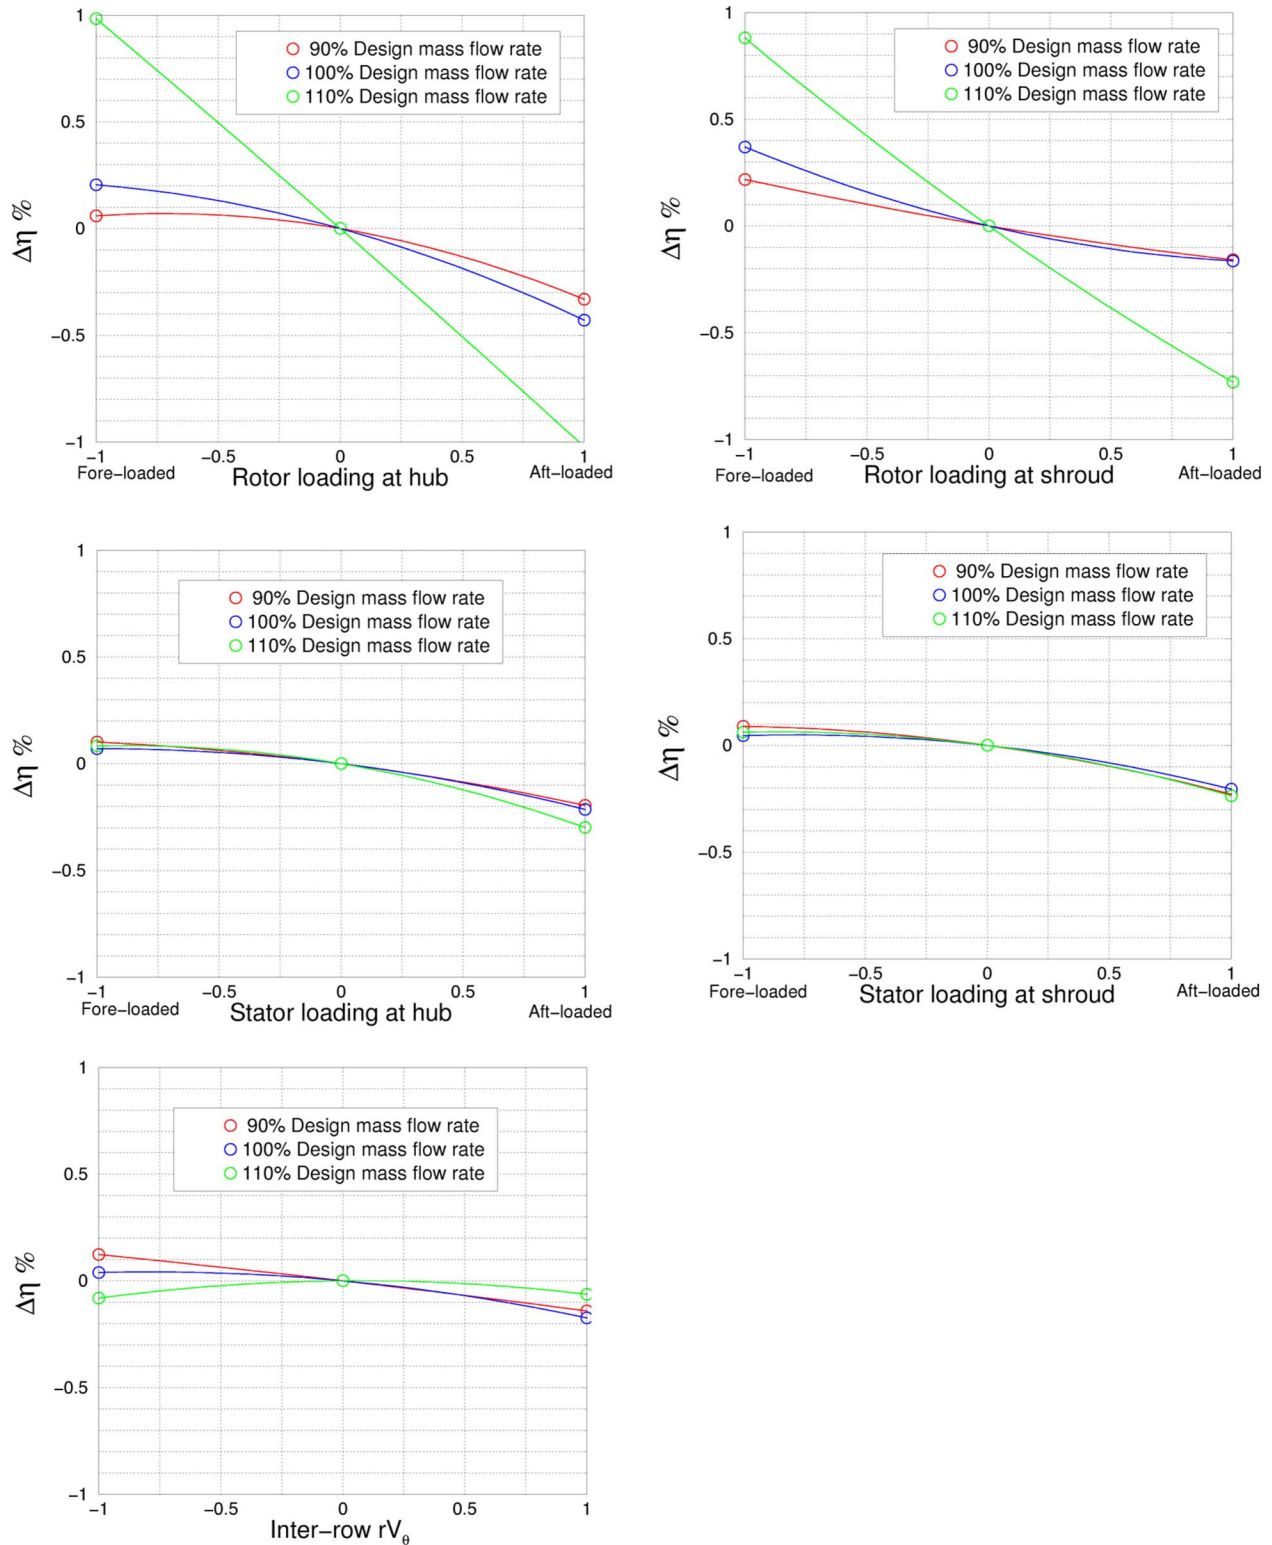 1
90% Design mass flow rate
100% Design mass flow rate
110% Design mass flow rate
0.5
Δη %
0
−0.5
−1
−1 −0.5 0 0.5 1
Fore−loaded Rotor loading at hub Aft−loaded
1
90% Design mass flow rate
100% Design mass flow rate
110% Design mass flow rate
0.5
Δη %
0
−0.5
−1
−1 −0.5 0 0.5 1
Fore−loaded Rotor loading at shroud Aft−loaded
1
90% Design mass flow rate
100% Design mass flow rate
110% Design mass flow rate
0.5
Δη %
0
−0.5
−1
−1 −0.5 0 0.5 1
Fore−loaded Stator loading at hub Aft−loaded
1
90% Design mass flow rate
100% Design mass flow rate
110% Design mass flow rate
0.5
Δη %
0
−0.5
−1
−1 −0.5 0 0.5 1
Fore−loaded Stator loading at shroud Aft−loaded
1
90% Design mass flow rate
100% Design mass flow rate
110% Design mass flow rate
0.5
Δη %
0
−0.5
−1
−1 −0.5 0 0.5 1
Inter−row rV_θ